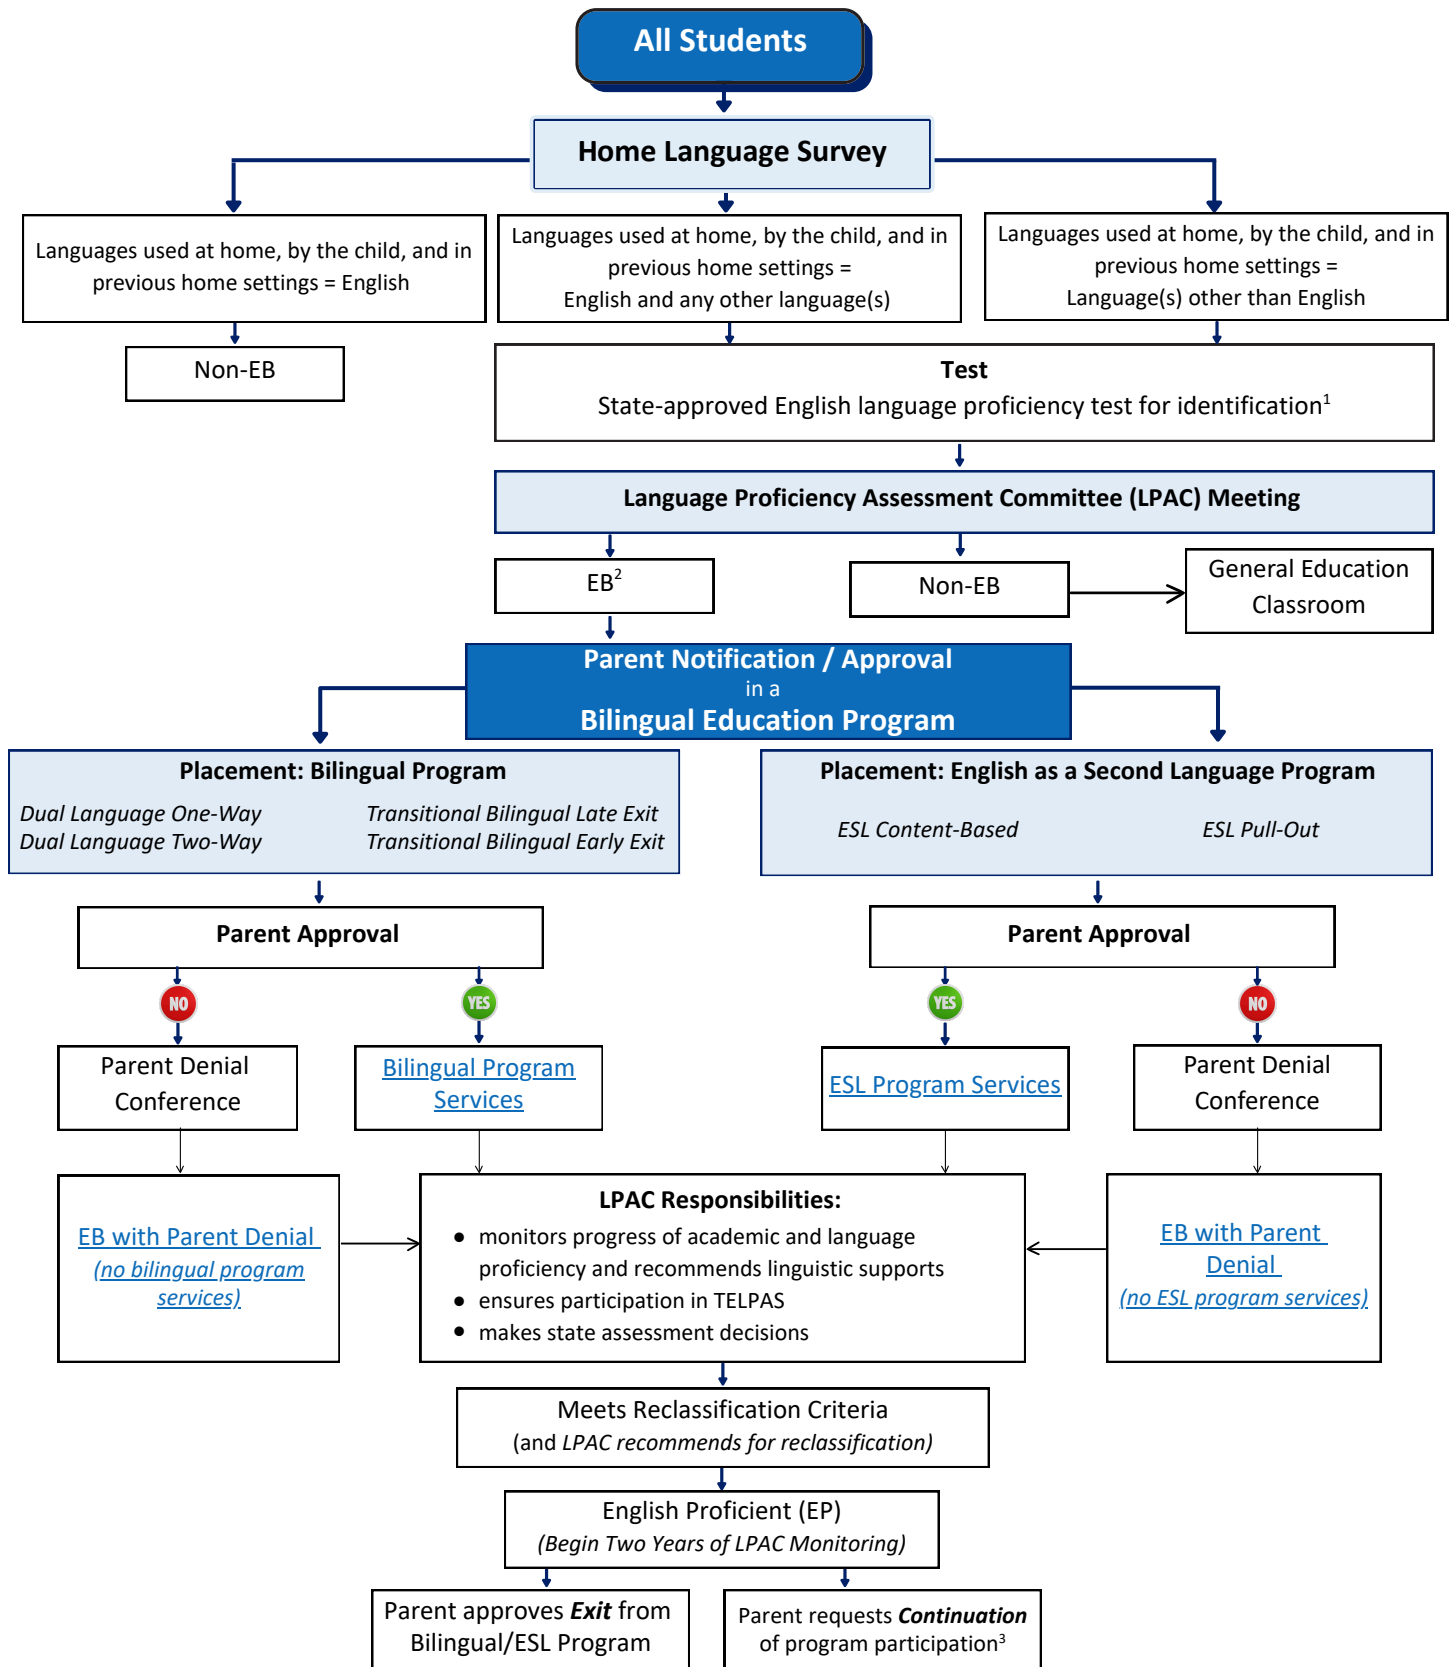 All Students
Home Language Survey
Languages used at home, by the child, and in
previous home settings = English
Languages used at home, by the child, and in
previous home settings =
English and any other language(s)
Languages used at home, by the child, and in
previous home settings =
Language(s) other than English
Non-EB
Test
State-approved English language proficiency test for identification¹
Language Proficiency Assessment Committee (LPAC) Meeting
EB²
Non-EB
General Education
Classroom
Parent Notification / Approval
in a
Bilingual Education Program
Placement: Bilingual Program
Dual Language One-Way
Transitional Bilingual Late Exit
Dual Language Two-Way
Transitional Bilingual Early Exit
Placement: English as a Second Language Program
ESL Content-Based
ESL Pull-Out
Parent Approval
Parent Approval
NO
YES
YES
NO
Parent Denial
Conference
Bilingual Program
Services
ESL Program Services
Parent Denial
Conference
EB with Parent Denial
(no bilingual program
services)
LPAC Responsibilities:
• monitors progress of academic and language
proficiency and recommends linguistic supports
• ensures participation in TELPAS
• makes state assessment decisions
EB with Parent
Denial
(no ESL program services)
Meets Reclassification Criteria
(and LPAC recommends for reclassification)
English Proficient (EP)
(Begin Two Years of LPAC Monitoring)
Parent approves Exit from
Bilingual/ESL Program
Parent requests Continuation
of program participation³